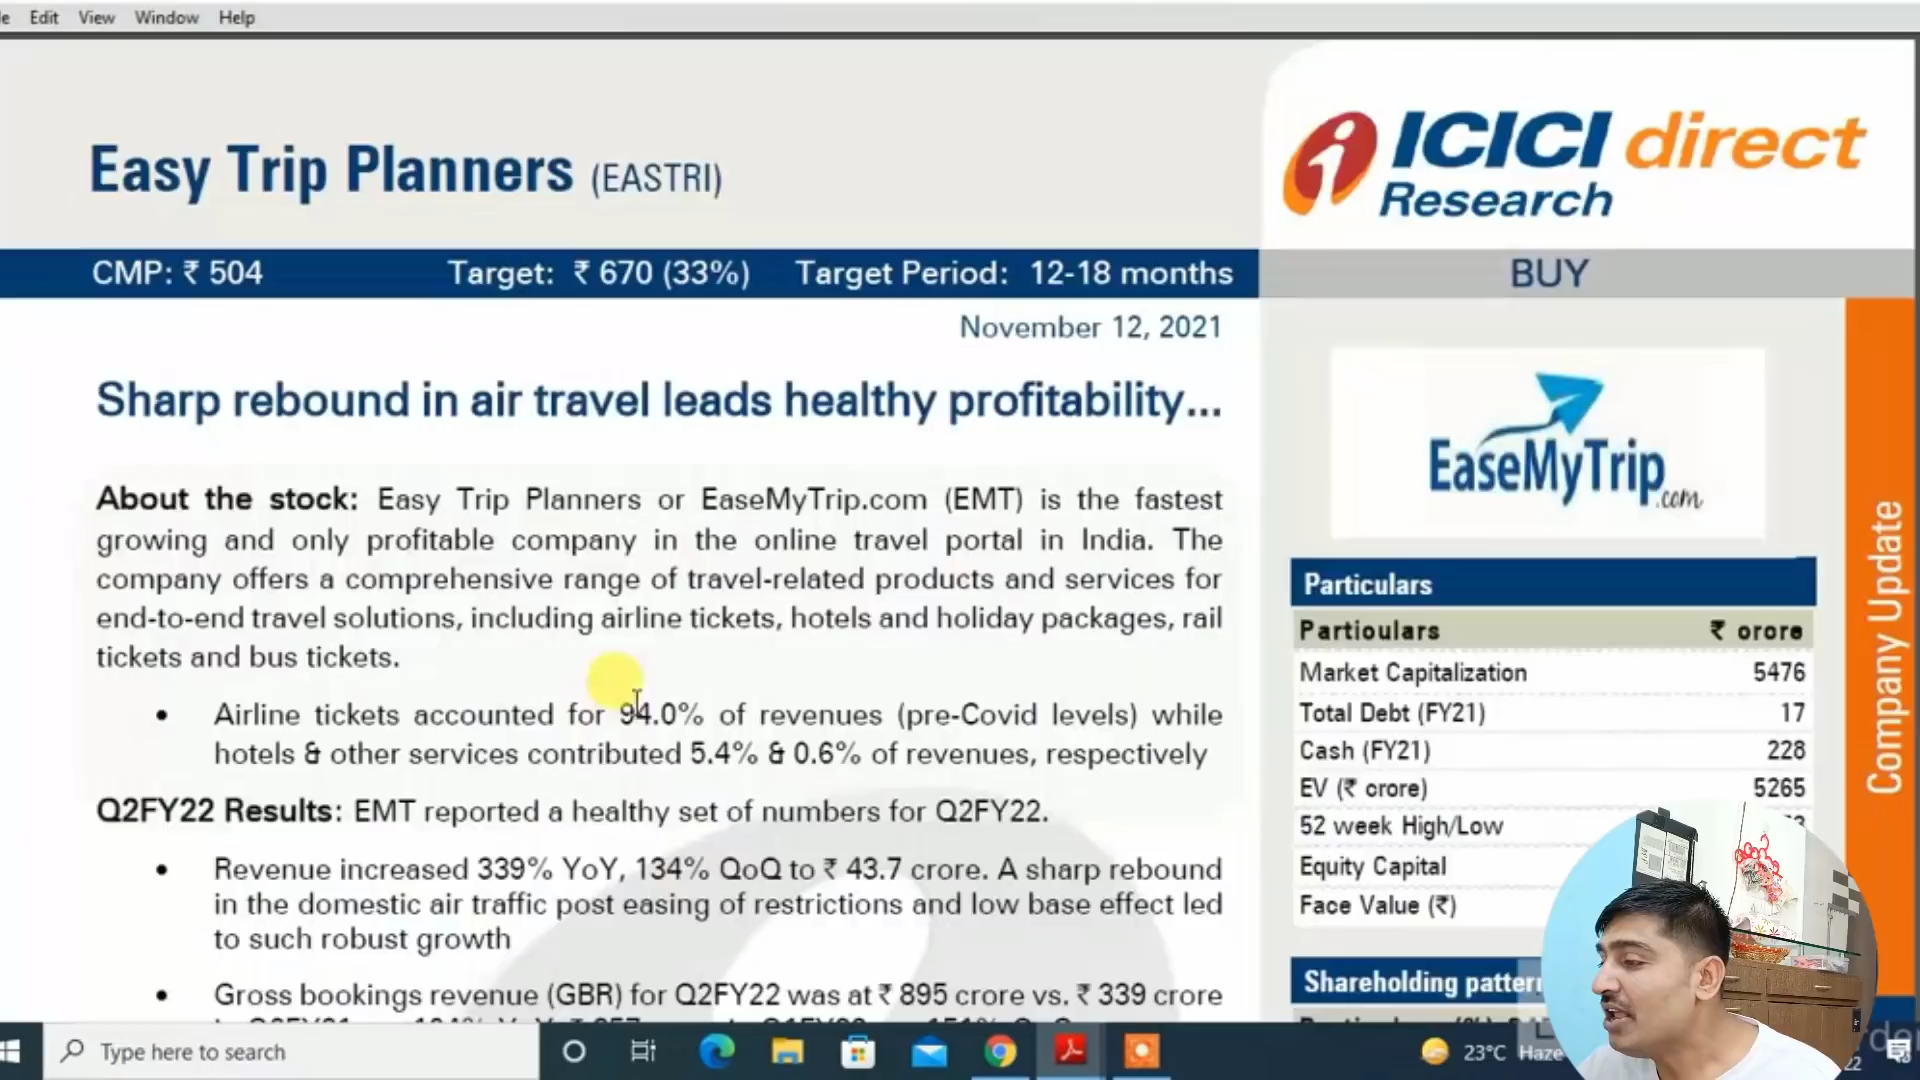 Edit View Window Help
Easy Trip Planners (EASTRI)
ICICI direct
Research
CMP: ₹ 504 Target: ₹ 670 (33%) Target Period: 12-18 months BUY
November 12, 2021
Sharp rebound in air travel leads healthy profitability...
About the stock: Easy Trip Planners or EaseMyTrip.com (EMT) is the fastest
growing and only profitable company in the online travel portal in India. The
company offers a comprehensive range of travel-related products and services for
end-to-end travel solutions, including airline tickets, hotels and holiday packages, rail
tickets and bus tickets.
• Airline tickets accounted for 94.0% of revenues (pre-Covid levels) while
hotels & other services contributed 5.4% & 0.6% of revenues, respectively
Q2FY22 Results: EMT reported a healthy set of numbers for Q2FY22.
• Revenue increased 339% YoY, 134% QoQ to ₹ 43.7 crore. A sharp rebound
in the domestic air traffic post easing of restrictions and low base effect led
to such robust growth
• Gross bookings revenue (GBR) for Q2FY22 was at ₹ 895 crore vs. ₹ 339 crore
EaseMyTrip.com
Company Update
Particulars
Particulars ₹ crore
Market Capitalization 5476
Total Debt (FY21) 17
Cash (FY21) 228
EV (₹ crore) 5265
52 week High/Low
Equity Capital
Face Value (₹)
Shareholding pattern
Type here to search
23°C Haze